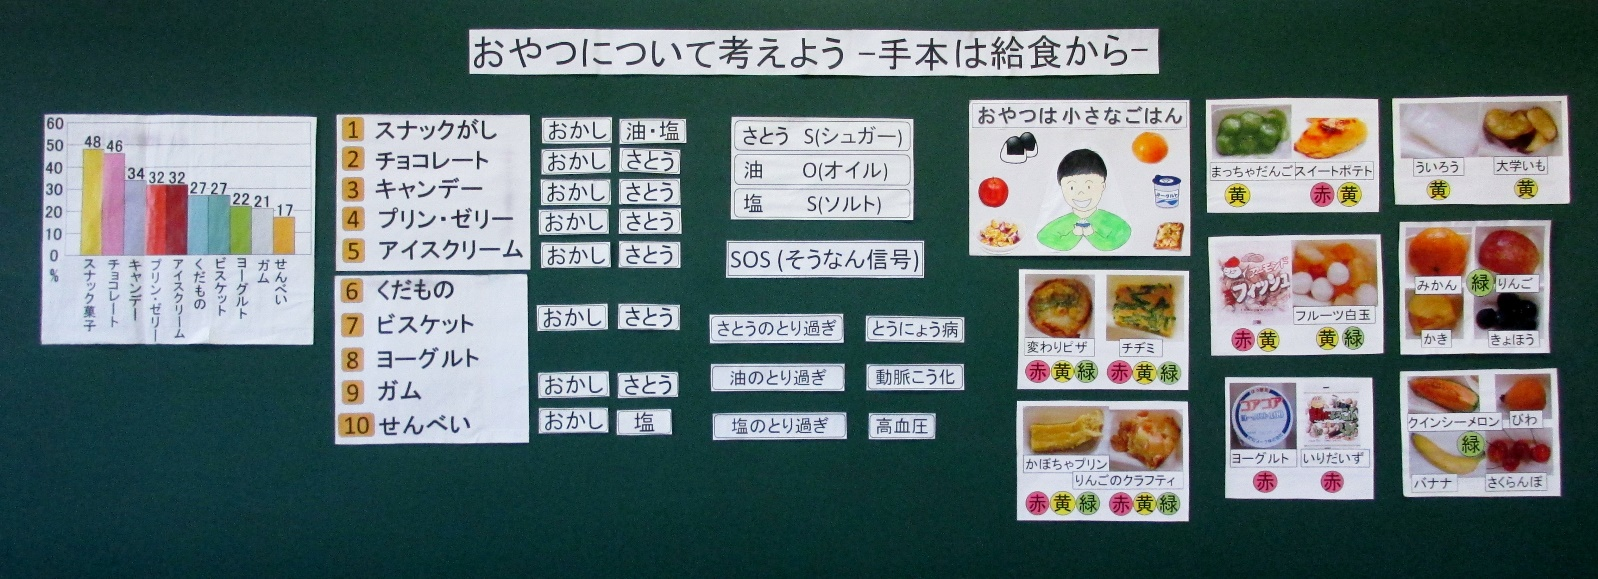 おやつについて考えよう -手本は給食から-
60
50
40
30
20
10
0
%
48
46
34
32
32
27
27
22
21
17
スナック菓子
チョコレート
キャンデー
プリン・ゼリー
アイスクリーム
くだもの
ビスケット
ヨーグルト
ガム
せんべい
1 スナックがし おかし 油・塩
2 チョコレート おかし さとう
3 キャンデー おかし さとう
4 プリン・ゼリー おかし さとう
5 アイスクリーム おかし さとう
6 くだもの
7 ビスケット おかし さとう
8 ヨーグルト
9 ガム おかし さとう
10 せんべい おかし 塩
さとう S(シュガー)
油 O(オイル)
塩 S(ソルト)
SOS (そうなん信号)
さとうのとり過ぎ とうにょう病
油のとり過ぎ 動脈こう化
塩のとり過ぎ 高血圧
おやつは小さなごはん
変わりピザ チヂミ
赤 黄 緑 赤 黄 緑
かぼちゃプリン
りんごのクラフティ
赤 黄 緑 赤 黄 緑
まっちゃだんご スイートポテト
黄 赤 黄
フィッシュ
フルーツ白玉
赤 黄 黄 緑
コアコア
ヨーグルト いりだいず
赤 赤
ういろう 大学いも
黄 黄
みかん 緑 りんご
かき きょほう
クインシーメロン びわ
緑
バナナ さくらんぼ